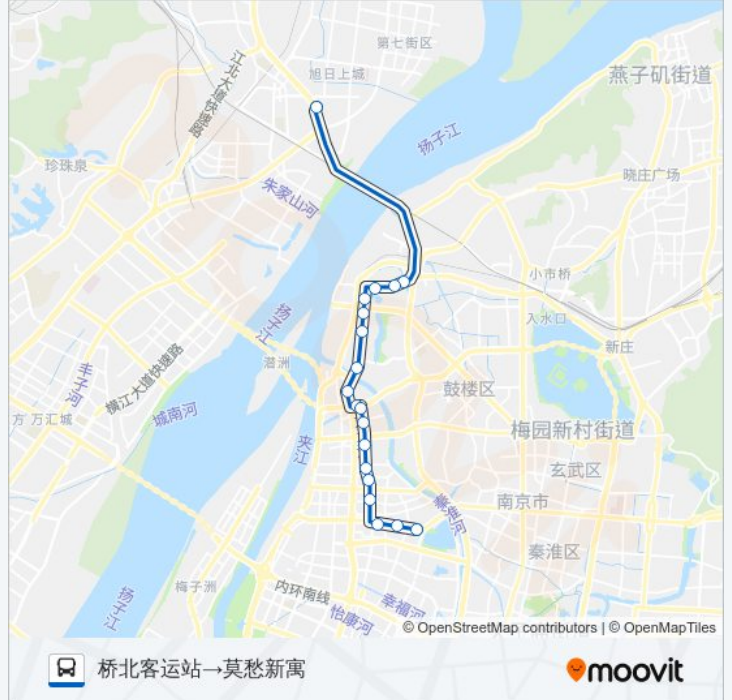 第七街区
江北大道快速路
旭日上城
燕子矶街道
扬子江
珍珠泉
晓庄广场
朱家山河
小市桥
入水口
扬子江
新庄
潜洲
丰子河
横江大道快速路
鼓楼区
城南河
方 万汇城
梅园新村街道
夹江
玄武区
秦淮河
南京市
秦淮区
梅子洲
内环南线
扬子江
幸福河
怡康河
© OpenStreetMap contributors | © OpenMapTiles
桥北客运站→莫愁新寓
moovit